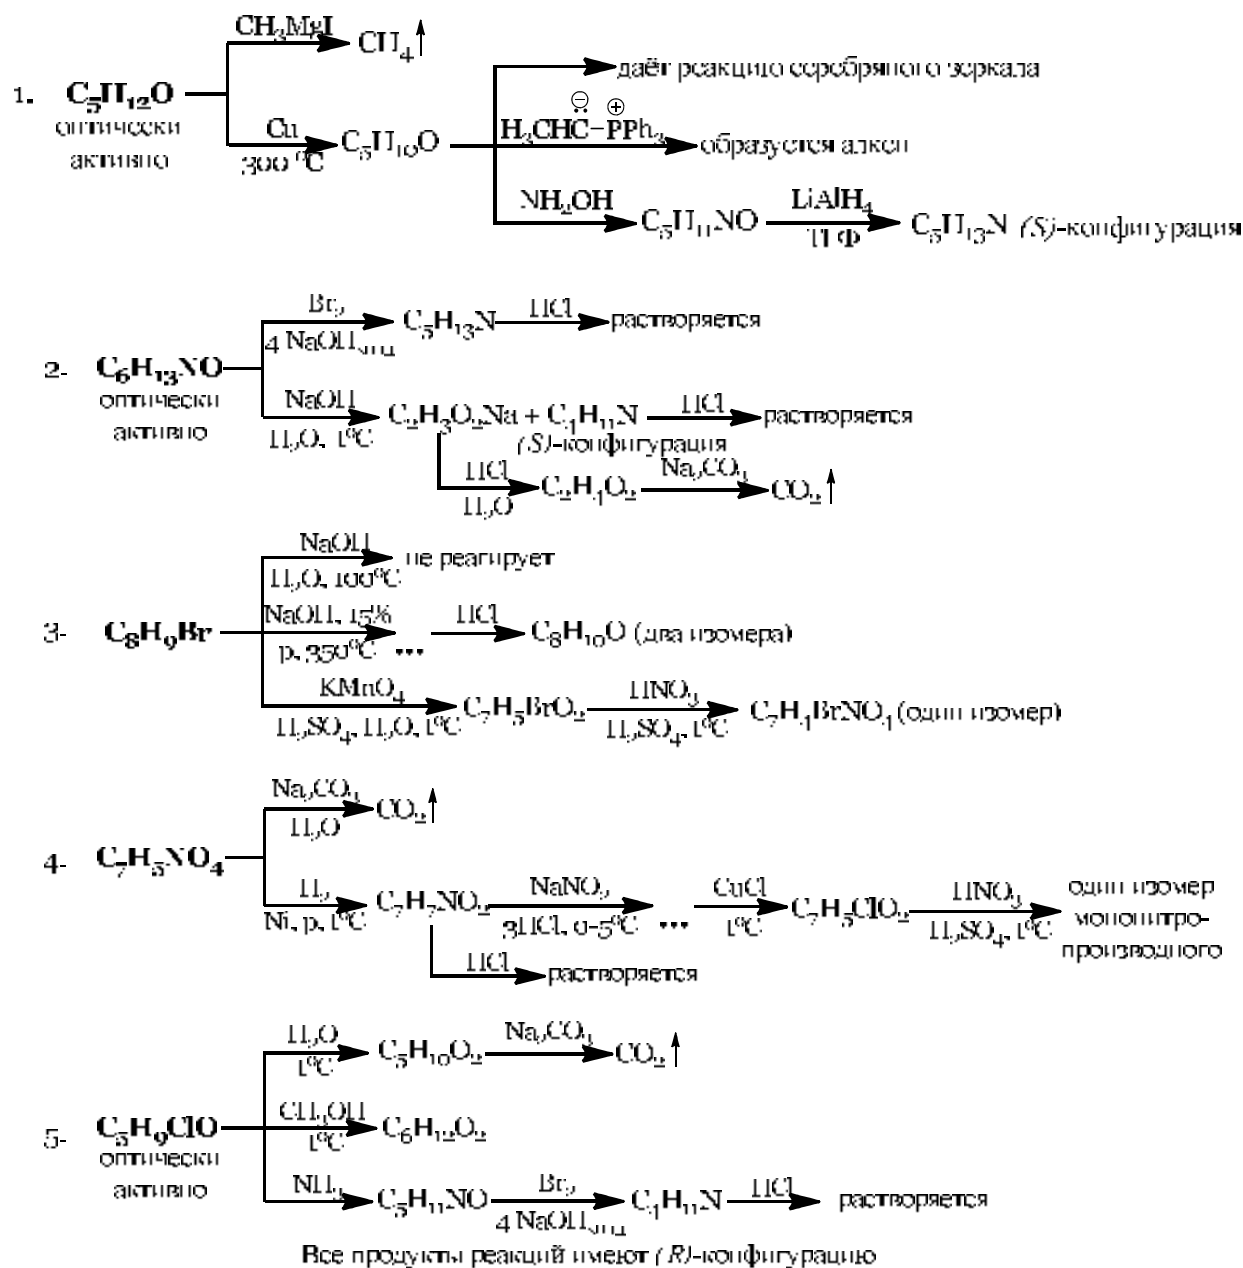 CH₃MgI
CH₄↑
1. C₅H₁₂O
оптически
активно
Cu
300 °C
C₅H₁₀O
даёт реакцию серебряного зеркала
H₃CHC–PPh₃
⊖ ⊕
образуется алкен
NH₂OH
C₅H₁₁NO
LiAlH₄
ТГФ
C₅H₁₃N (S)-конфигурация
2- C₆H₁₃NO
оптически
активно
Br₂
4 NaOH
C₅H₁₃N
HCl
растворяется
NaOH
H₂O, t°C
C₂H₃O₂Na + C₄H₁₁N
(S)-конфигурация
HCl
растворяется
HCl
H₂O
C₂H₄O₂
Na₂CO₃
CO₂↑
3- C₈H₉Br
NaOH
H₂O, 100°C
не реагирует
NaOH, 15%
p, 350°C
...
HCl
C₈H₁₀O (два изомера)
KMnO₄
H₂SO₄, H₂O, t°C
C₇H₅BrO₂
HNO₃
H₂SO₄, t°C
C₇H₄BrNO₄ (один изомер)
4- C₇H₅NO₄
Na₂CO₃
H₂O
CO₂↑
H₂
Ni, p, t°C
C₇H₇NO₂
NaNO₂
3HCl, 0-5°C
...
CuCl
t°C
C₇H₅ClO₂
HNO₃
H₂SO₄, t°C
один изомер
мононитро-
производного
HCl
растворяется
5- C₅H₉ClO
оптически
активно
H₂O
t°C
C₅H₁₀O₂
Na₂CO₃
CO₂↑
CH₃OH
t°C
C₆H₁₂O₂
NH₃
C₅H₁₁NO
Br₂
4 NaOH
C₄H₁₁N
HCl
растворяется
Все продукты реакций имеют (R)-конфигурацию